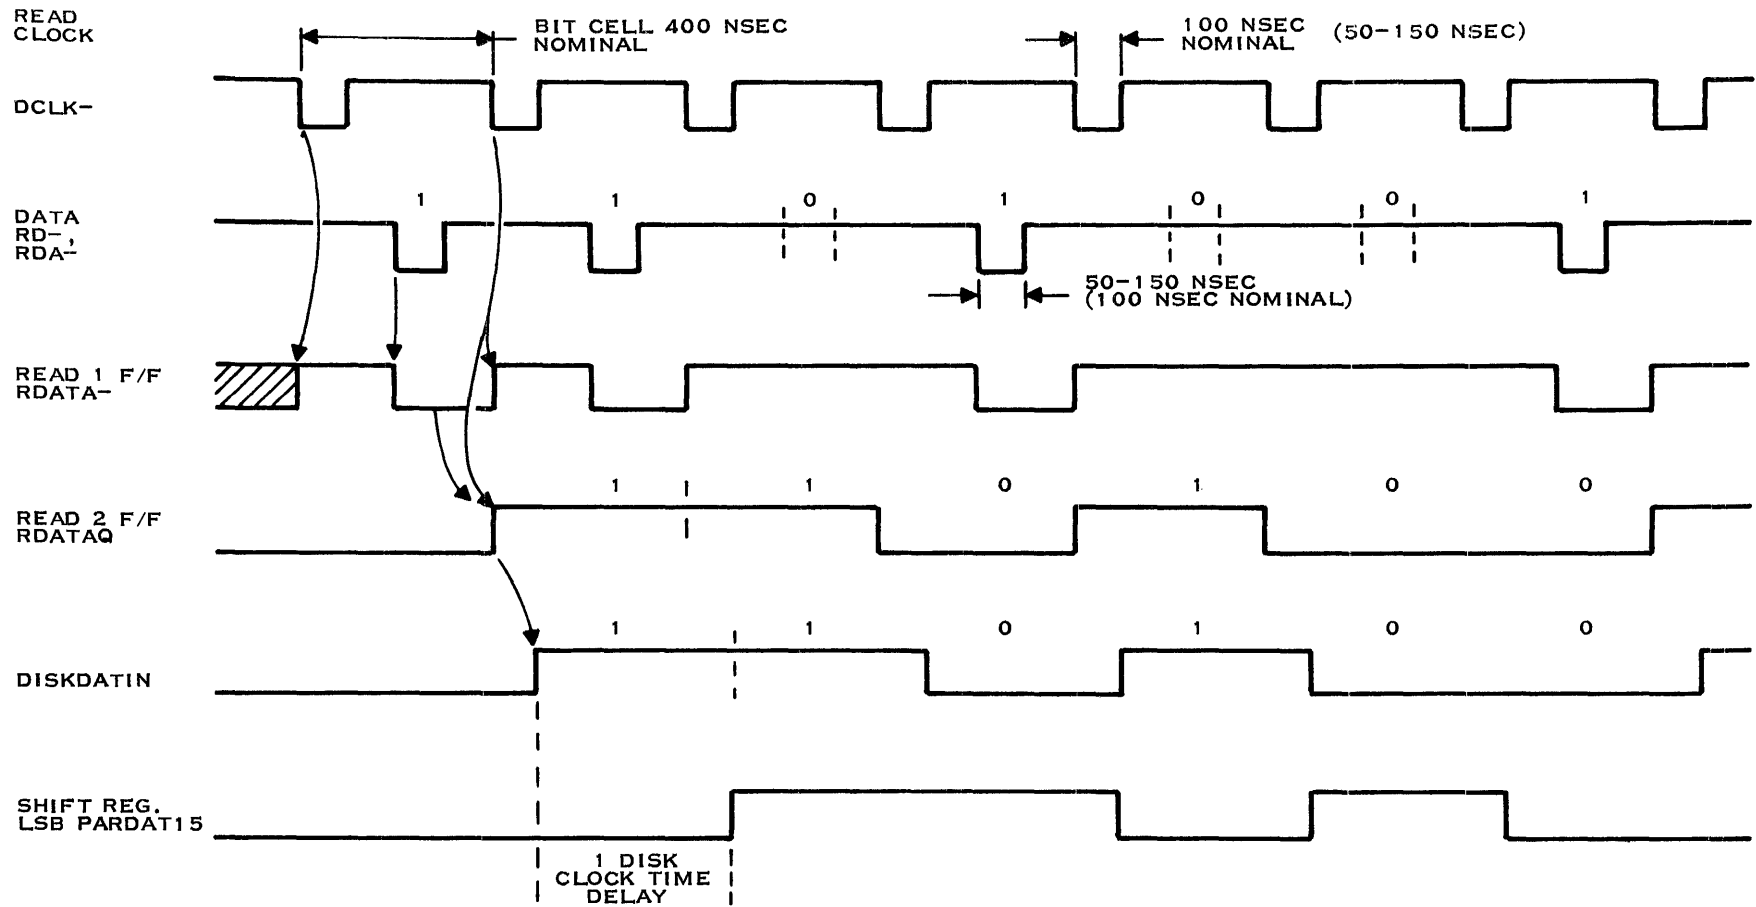 READ
CLOCK
BIT CELL 400 NSEC
NOMINAL
100 NSEC (50-150 NSEC)
NOMINAL
DCLK-
1 1 0 1 0 0 1
DATA
RD-,
RDA-
50-150 NSEC
(100 NSEC NOMINAL)
READ 1 F/F
RDATA-
1 1 0 1 0 0
READ 2 F/F
RDATAQ
1 1 0 1 0 0
DISKDATIN
SHIFT REG.
LSB PARDAT15
1 DISK
CLOCK TIME
DELAY